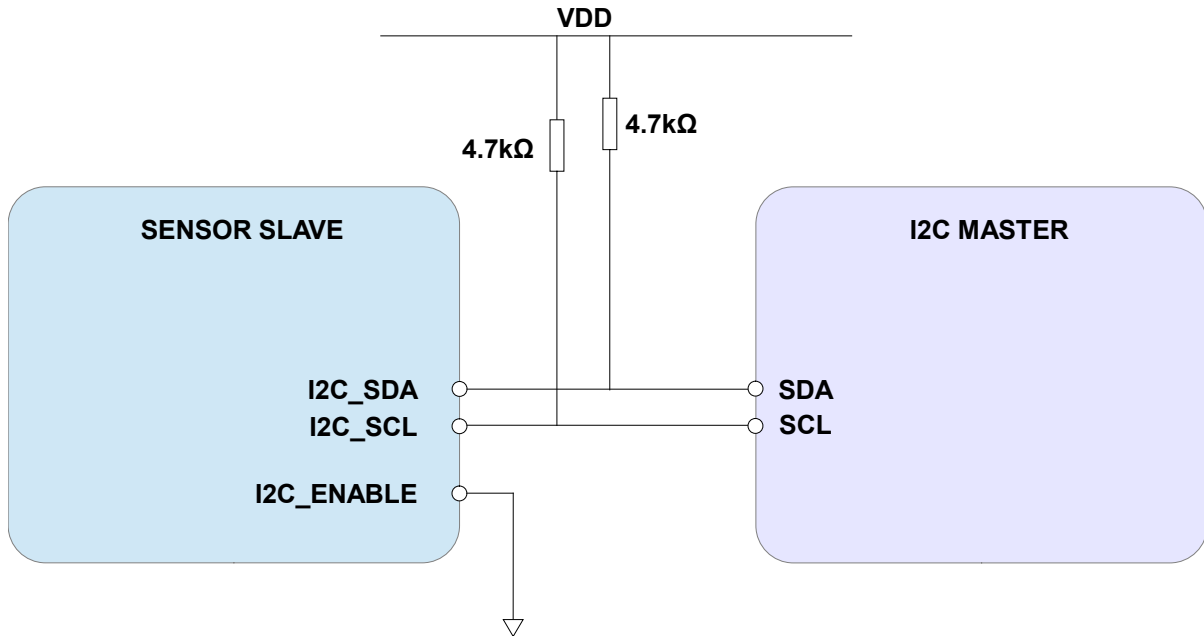 VDD
4.7kΩ
4.7kΩ
SENSOR SLAVE
I2C MASTER
I2C_SDA
SDA
I2C_SCL
SCL
I2C_ENABLE